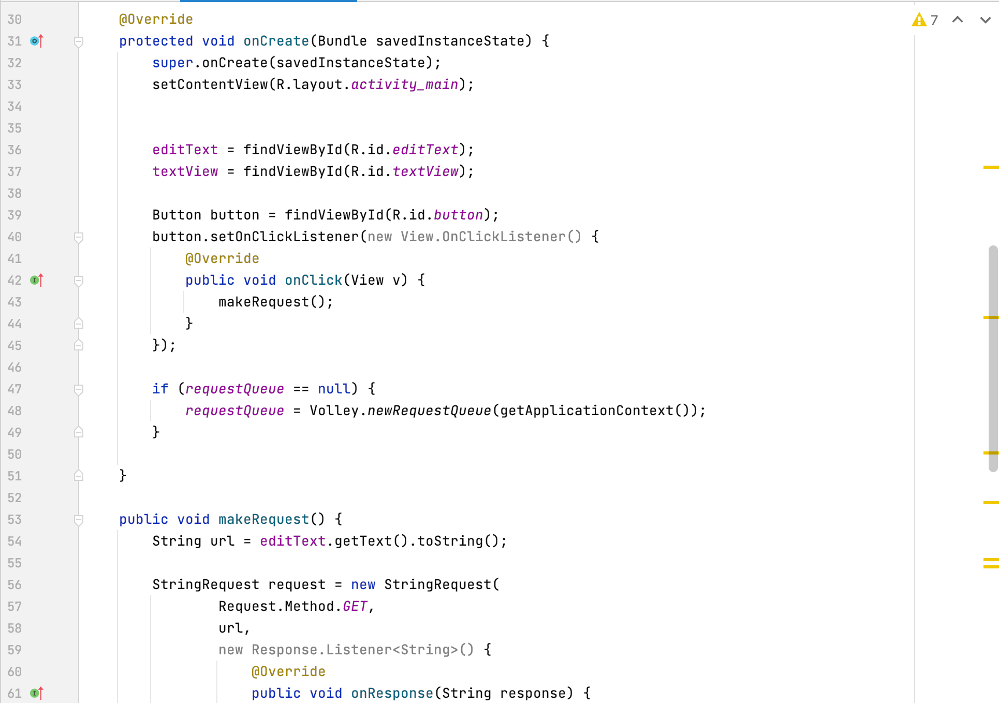 30 @Override
31 protected void onCreate(Bundle savedInstanceState) {
32 super.onCreate(savedInstanceState);
33 setContentView(R.layout.activity_main);
34
35
36 editText = findViewById(R.id.editText);
37 textView = findViewById(R.id.textView);
38
39 Button button = findViewById(R.id.button);
40 button.setOnClickListener(new View.OnClickListener() {
41 @Override
42 public void onClick(View v) {
43 makeRequest();
44 }
45 });
46
47 if (requestQueue == null) {
48 requestQueue = Volley.newRequestQueue(getApplicationContext());
49 }
50
51 }
52
53 public void makeRequest() {
54 String url = editText.getText().toString();
55
56 StringRequest request = new StringRequest(
57 Request.Method.GET,
58 url,
59 new Response.Listener<String>() {
60 @Override
61 public void onResponse(String response) {
7